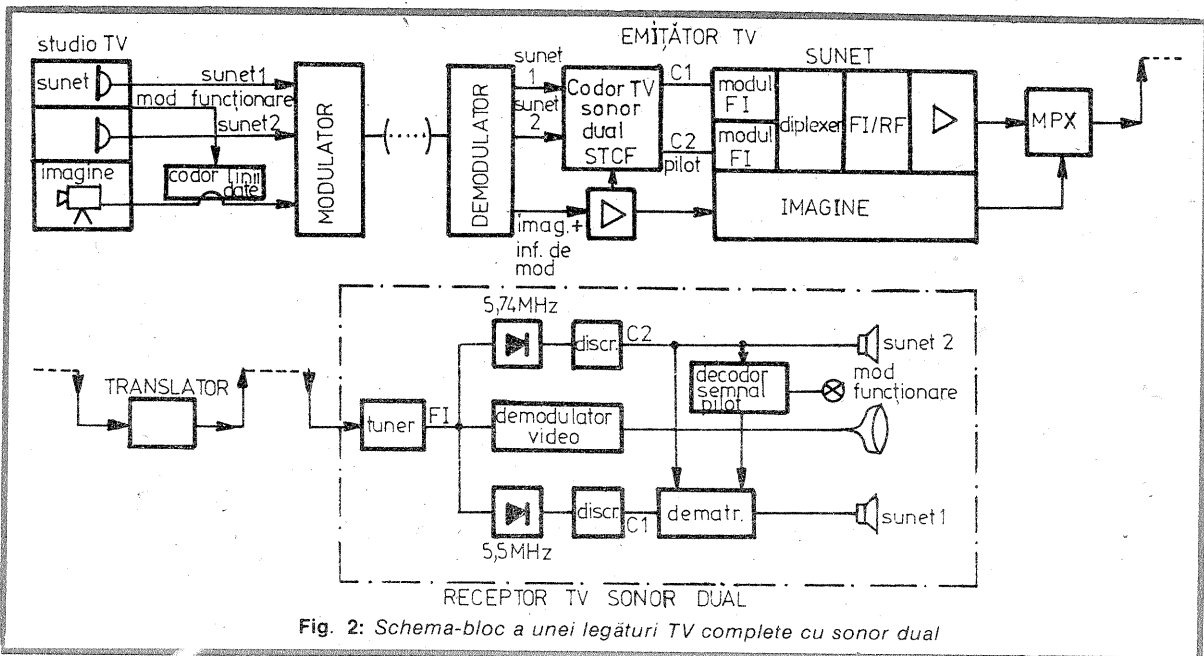 studio TV
sunet
imagine
sunet1
mod funcționare
sunet2
codor linii
date
MODULATOR
(.....)
DEMODULATOR
sunet
1
sunet
2
imag.+
inf. de
mod
EMIȚĂTOR TV
Codor TV
sonor
dual
STCF
C1
C2
pilot
SUNET
modul
FI
modul
FI
diplexer
FI/RF
IMAGINE
MPX
TRANSLATOR
tuner
FI
5,74MHz
discr.
C2
sunet 2
decodor
semnal
pilot
mod
funcționare
demodulator
video
5,5MHz
discr.
C1
dematr.
sunet1
RECEPTOR TV SONOR DUAL
Fig. 2: Schema-bloc a unei legături TV complete cu sonor dual